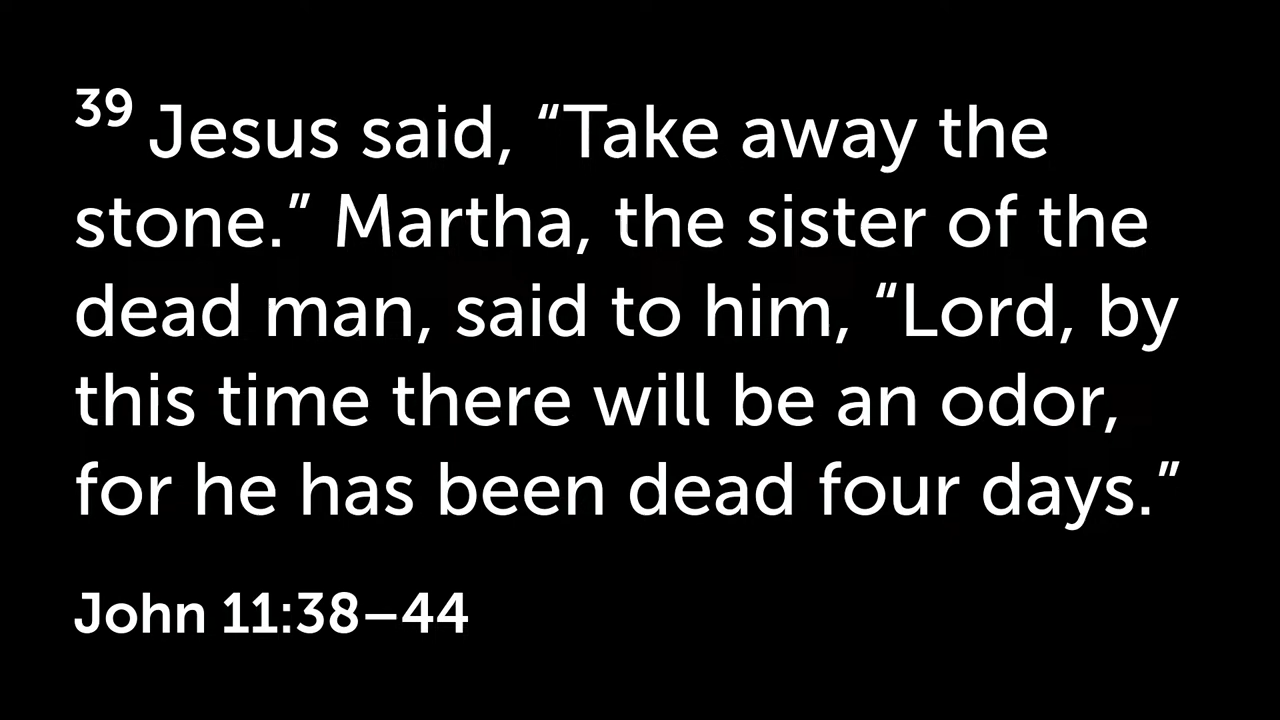 39 Jesus said, “Take away the
stone.” Martha, the sister of the
dead man, said to him, “Lord, by
this time there will be an odor,
for he has been dead four days.”
John 11:38–44